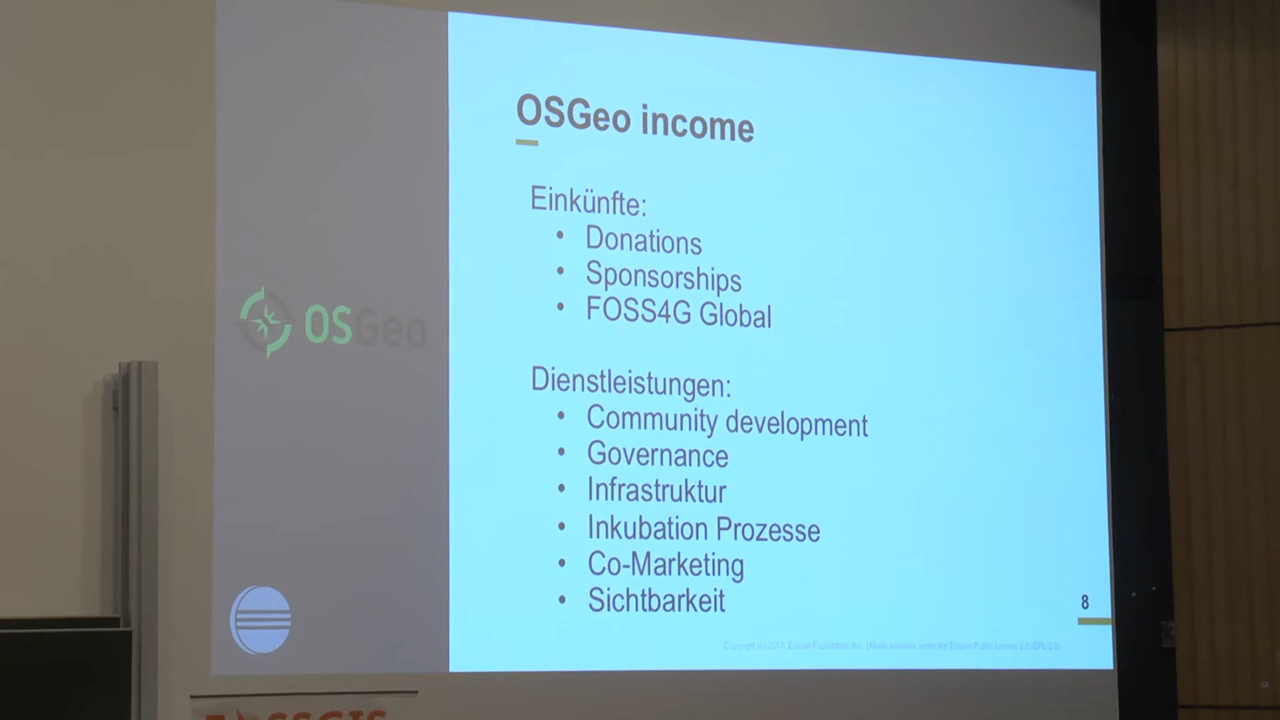 OSGeo income
Einkünfte:
• Donations
• Sponsorships
• FOSS4G Global
OSGeo
Dienstleistungen:
• Community development
• Governance
• Infrastruktur
• Inkubation Prozesse
• Co-Marketing
• Sichtbarkeit
8